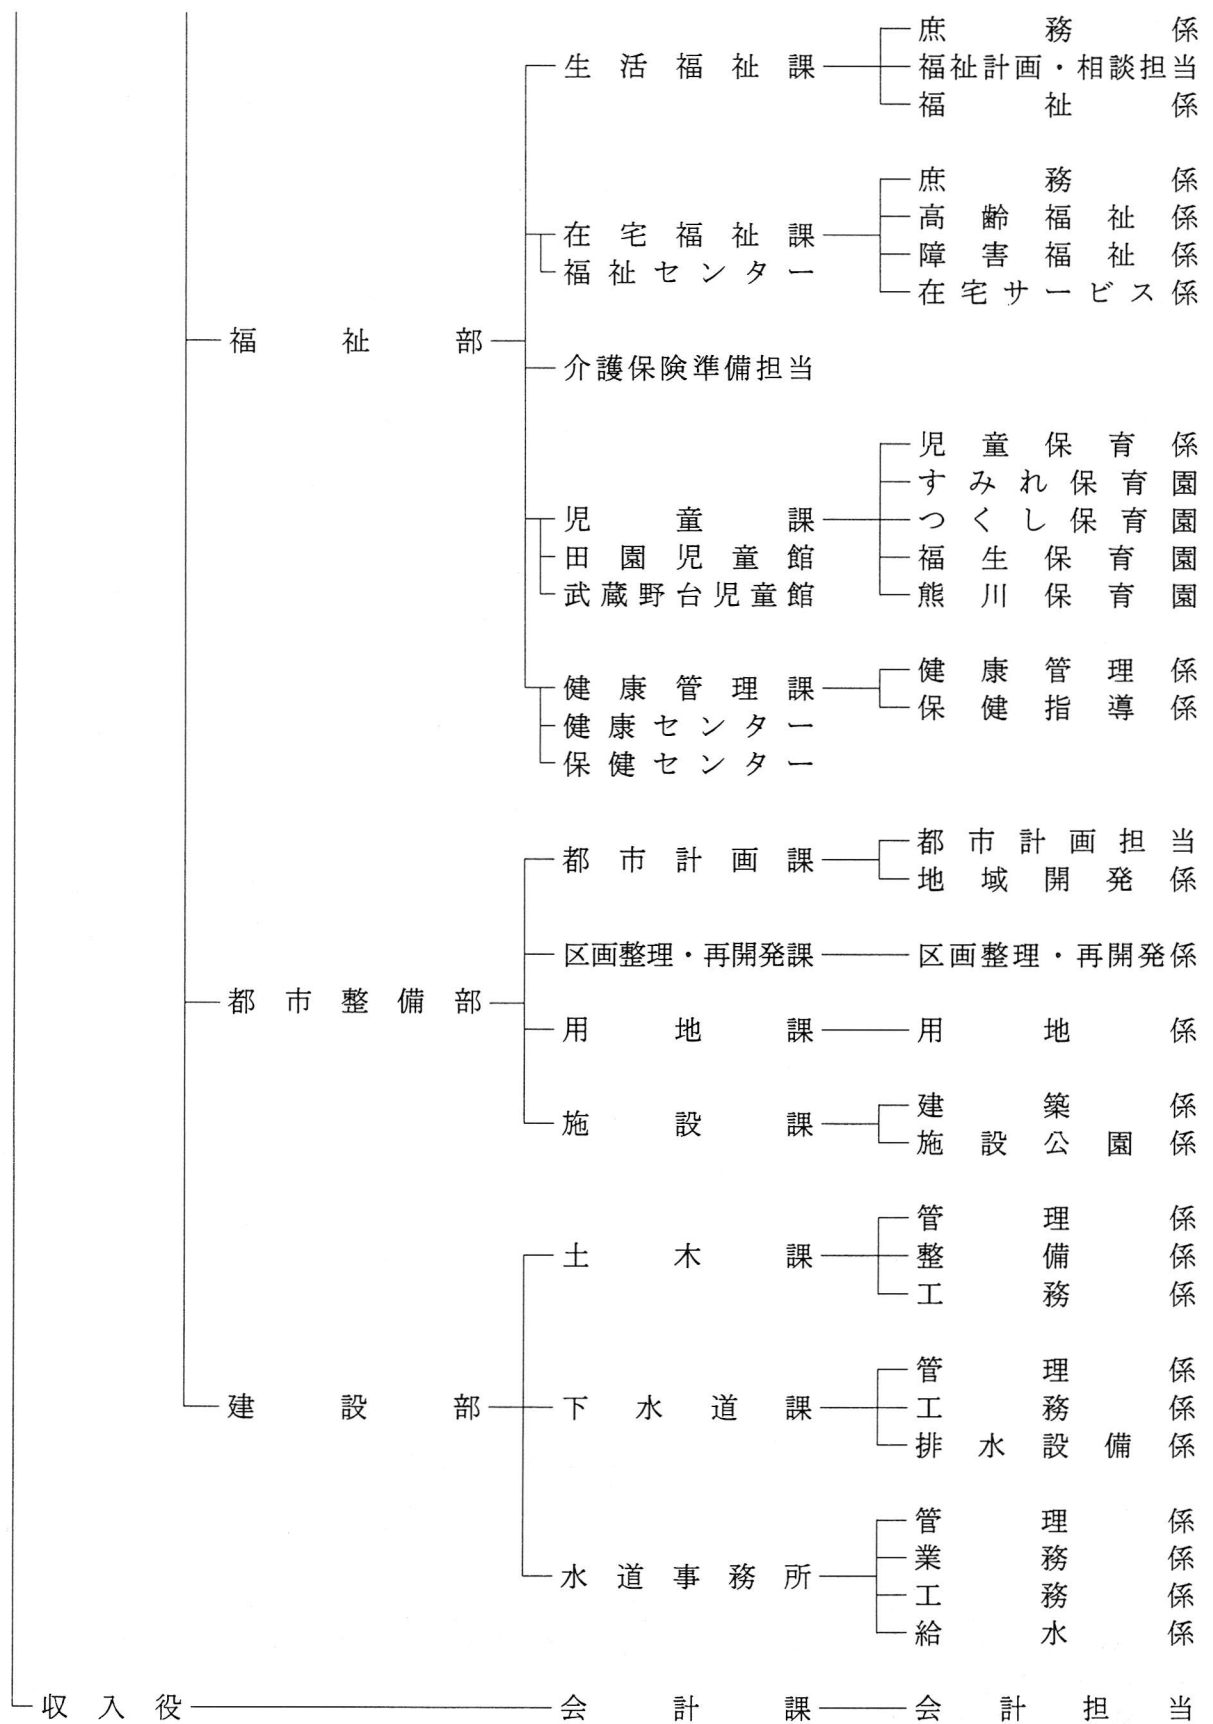 庶務係
生活福祉課 福祉計画・相談担当
福祉係
庶務係
高齢福祉係
在宅福祉課
障害福祉係
福祉センター
在宅サービス係
福祉部
介護保険準備担当
児童保育係
すみれ保育園
児童課 つくし保育園
田園児童館 福生保育園
武蔵野台児童館 熊川保育園
健康管理係
健康管理課
保健指導係
健康センター
保健センター
都市計画担当
都市計画課
地域開発係
区画整理・再開発課 区画整理・再開発係
都市整備部
用地課 用地係
建築係
施設課
施設公園係
管理係
土木課 整備係
工務係
管理係
建設部 下水道課 工務係
排水設備係
管理係
業務係
水道事務所
工務係
給水係
収入役 会計課 会計担当